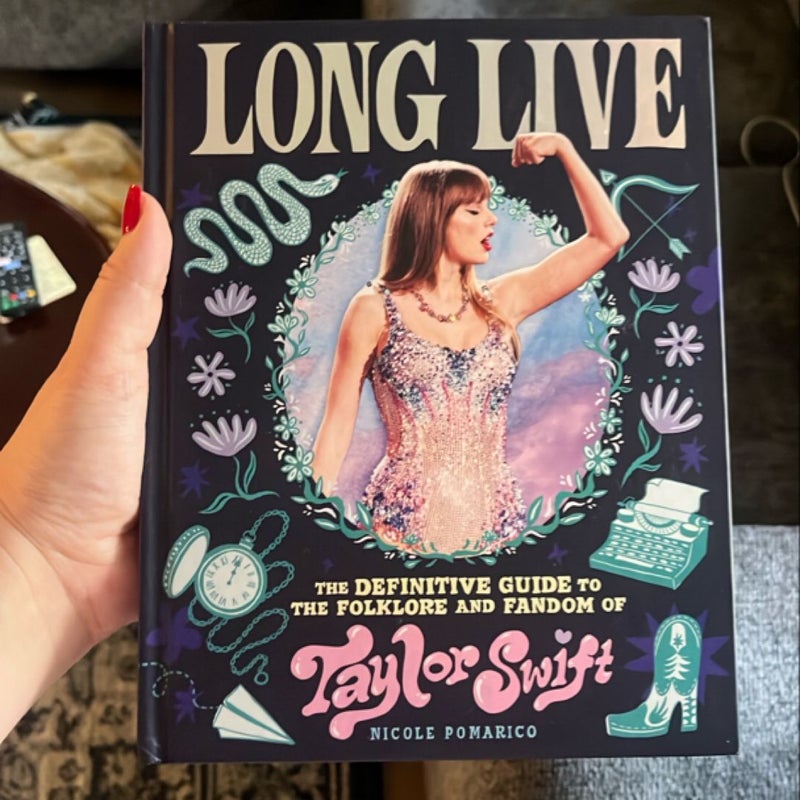 LONG LIVE
THE DEFINITIVE GUIDE TO
THE FOLKLORE AND FANDOM OF
Taylor Swift
NICOLE POMARICO